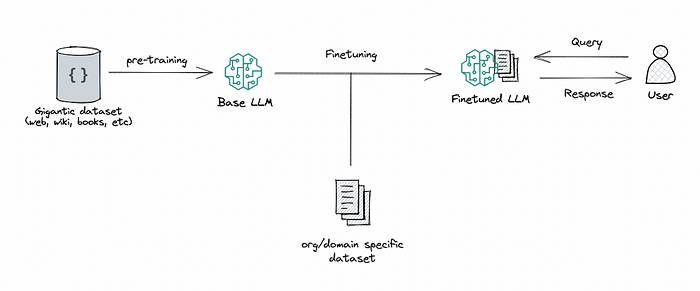 { }
pre-training
Gigantic dataset
(web, wiki, books, etc)
Base LLM
Finetuning
org/domain specific
dataset
Finetuned LLM
Query
Response
User